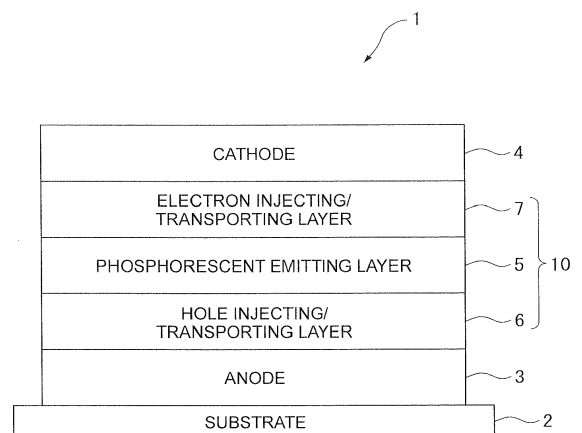 1
CATHODE 4
ELECTRON INJECTING/
TRANSPORTING LAYER 7
PHOSPHORESCENT EMITTING LAYER 5 10
HOLE INJECTING/
TRANSPORTING LAYER 6
ANODE 3
SUBSTRATE 2